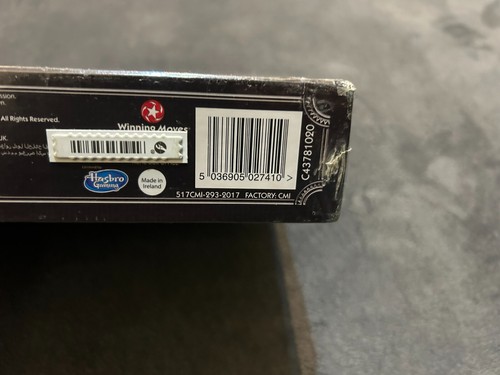 ssion.
n.
All Rights Reserved.
UK.
Winning Moves
Hasbro
Gaming
Made in
Ireland
5 036905 027410 >
C43781020
517CMI-293-2017 FACTORY: CMI